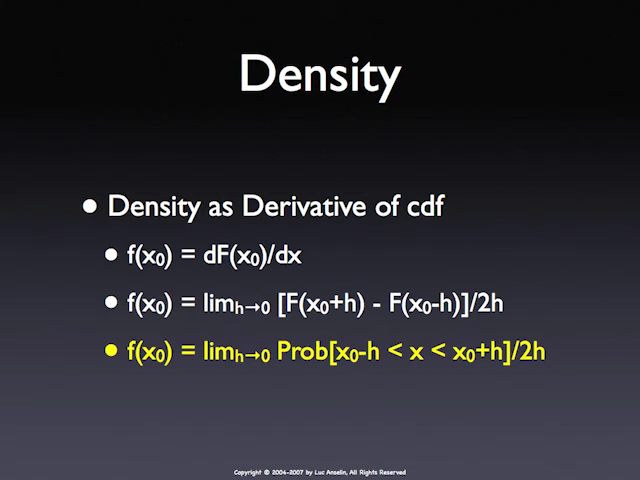 Density
• Density as Derivative of cdf
• f(x₀) = dF(x₀)/dx
• f(x₀) = limₕ→₀ [F(x₀+h) - F(x₀-h)]/2h
• f(x₀) = limₕ→₀ Prob[x₀-h < x < x₀+h]/2h
Copyright © 2004-2007 by Luc Anselin, All Rights Reserved